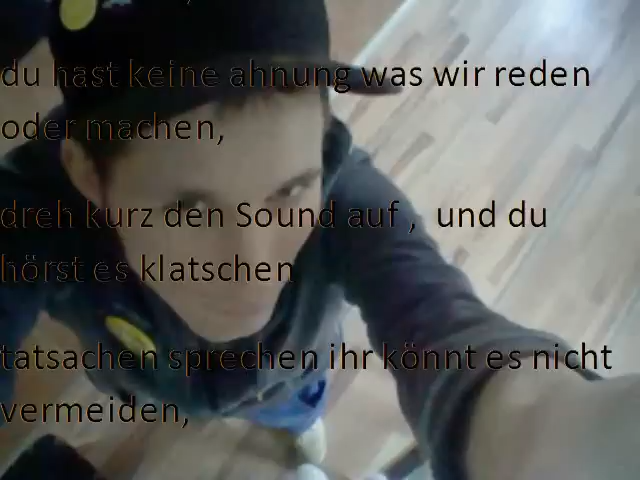 du hast keine ahnung was wir reden
oder machen,
dreh kurz den Sound auf , und du
hörst es klatschen
tatsachen sprechen ihr könnt es nicht
vermeiden,